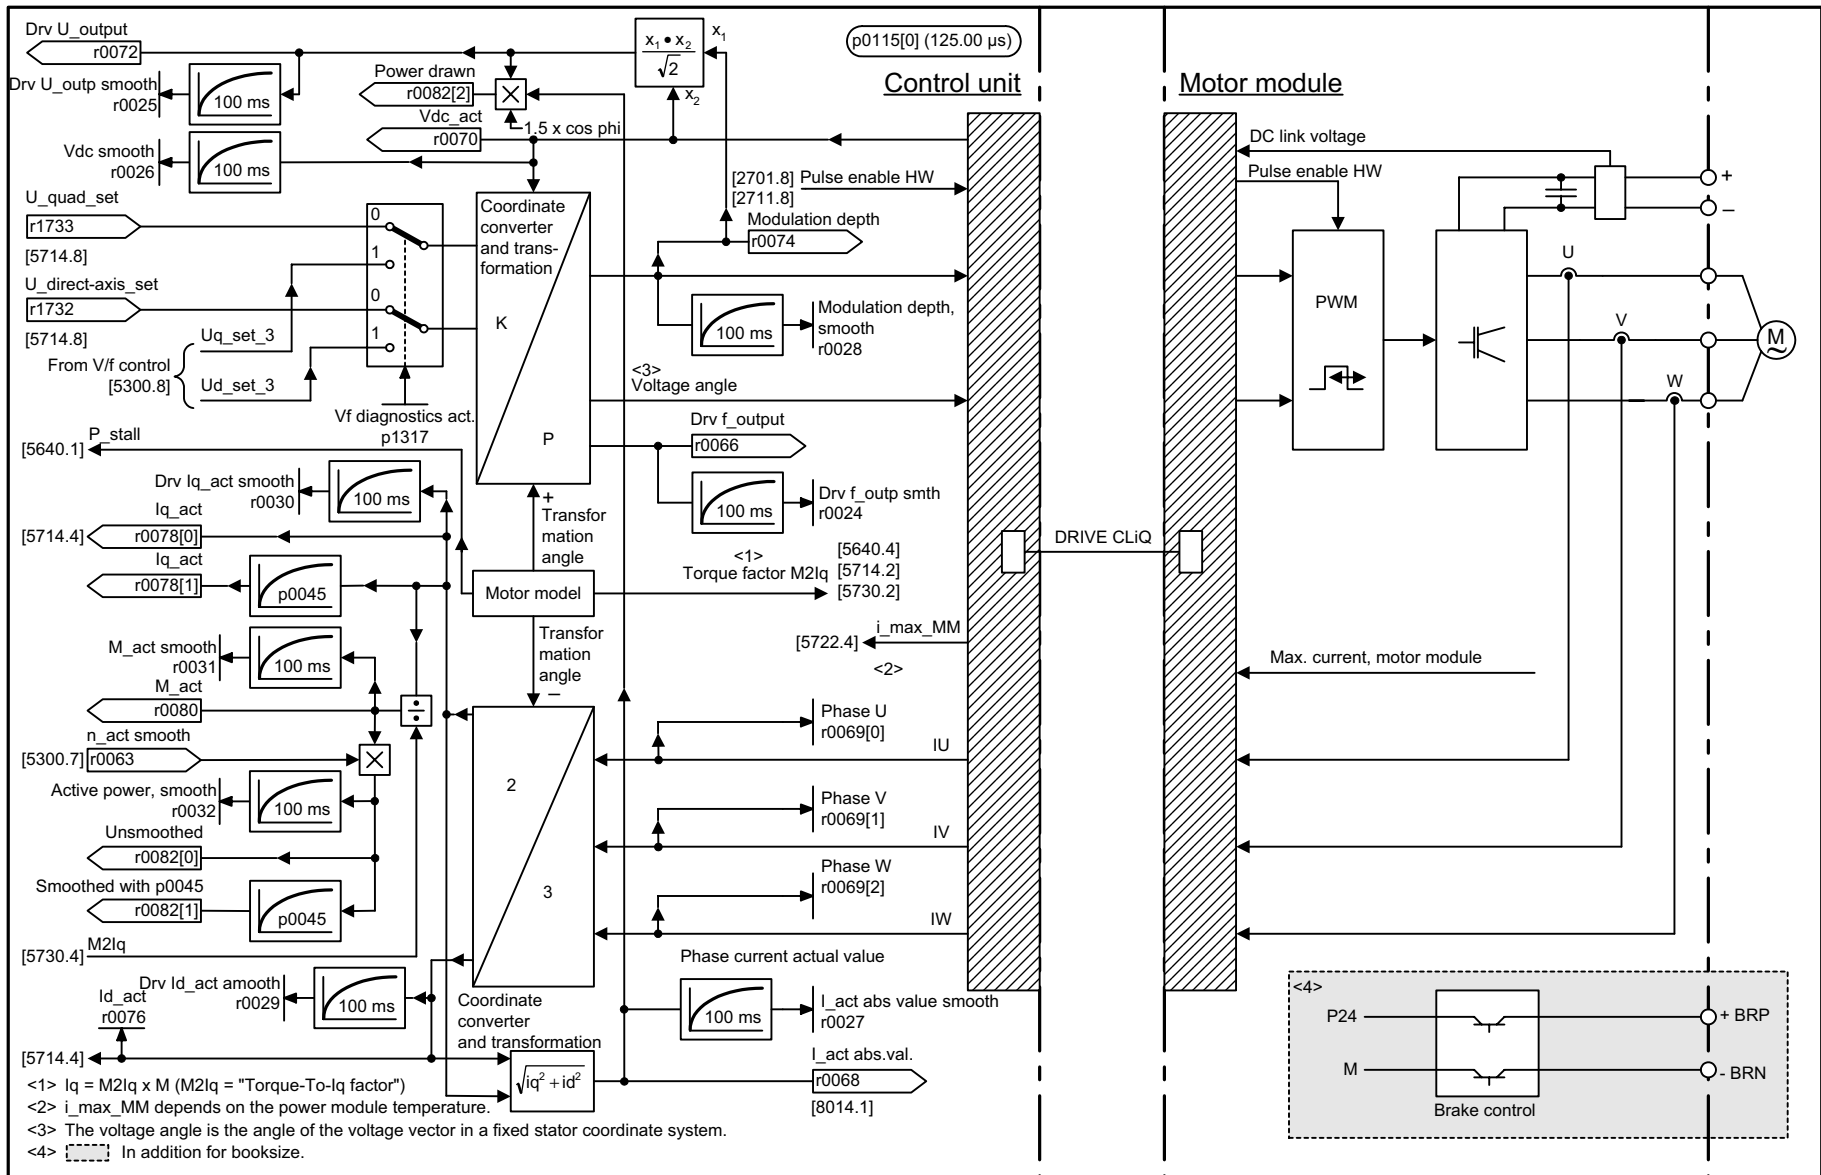 Drv U_output
r0072
Drv U_outp smooth
r0025
100 ms
Power drawn
r0082[2]
x1 • x2
√2
x1
x2
p0115[0] (125.00 µs)
Control unit
Motor module
Vdc_act
r0070
1.5 x cos phi
Vdc smooth
r0026
100 ms
DC link voltage
Pulse enable HW
+
–
[2701.8]
[2711.8]
Pulse enable HW
Modulation depth
r0074
U_quad_set
r1733
[5714.8]
U_direct-axis_set
r1732
[5714.8]
0
1
0
1
Uq_set_3
From V/f control
[5300.8]
Ud_set_3
Vf diagnostics act.
p1317
Coordinate
converter
and trans-
formation
K
P
100 ms
Modulation depth,
smooth
r0028
<3>
Voltage angle
Drv f_output
r0066
100 ms
Drv f_outp smth
r0024
PWM
U
V
W
M
~
P_stall
[5640.1]
Drv Iq_act smooth
r0030
100 ms
Iq_act
[5714.4]
r0078[0]
Iq_act
r0078[1]
p0045
+
Transfor
mation
angle
Motor model
Transfor
mation
angle
–
<1>
Torque factor M2Iq
[5640.4]
[5714.2]
[5730.2]
DRIVE CLiQ
i_max_MM
[5722.4]
<2>
Max. current, motor module
M_act smooth
r0031
100 ms
M_act
r0080
÷
n_act smooth
[5300.7]
r0063
Active power, smooth
r0032
100 ms
Unsmoothed
r0082[0]
Smoothed with p0045
r0082[1]
p0045
M2Iq
[5730.4]
2
3
Phase U
r0069[0]
IU
Phase V
r0069[1]
IV
Phase W
r0069[2]
IW
Phase current actual value
Drv Id_act amooth
r0029
100 ms
Id_act
r0076
[5714.4]
Coordinate
converter
and transformation
√iq² + id²
100 ms
I_act abs value smooth
r0027
I_act abs.val.
r0068
[8014.1]
<4>
P24
+ BRP
M
- BRN
Brake control
<1> Iq = M2Iq x M (M2Iq = "Torque-To-Iq factor")
<2> i_max_MM depends on the power module temperature.
<3> The voltage angle is the angle of the voltage vector in a fixed stator coordinate system.
<4> In addition for booksize.